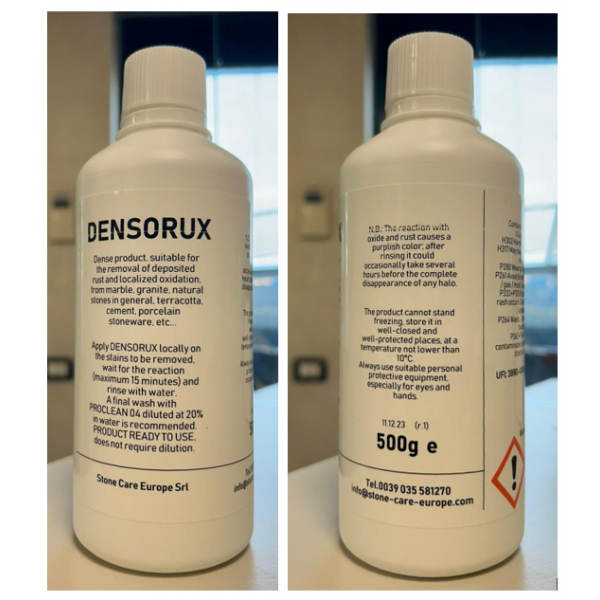 DENSORUX
Dense product, suitable for
the removal of deposited
rust and localized oxidation,
from marble, granite, natural
stones in general, terracotta,
cement, porcelain
stoneware, etc...
Apply DENSORUX locally on
the stains to be removed,
wait for the reaction
(maximum 15 minutes) and
rinse with water.
A final wash with
PROCLEAN 04 diluted at 20%
in water is recommended.
PRODUCT READY TO USE,
does not require dilution.
Stone Care Europe Srl
N.B.: The reaction with
oxide and rust causes a
purplish color; after
rinsing it could
occasionally take several
hours before the complete
disappearance of any halo.
The product cannot stand
freezing, store it in
well-closed and
well-protected places, at a
temperature not lower than
10°C.
Always use suitable personal
protective equipment,
especially for eyes and
hands.
11.12.23 (r.1)
500g e
Tel.0039 035 581270
info@stone-care-europe.com
H302
H317
P280
P261
P264
UFI: